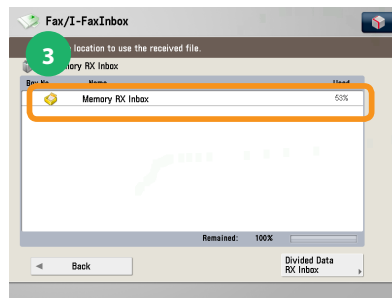 Fax/I-FaxInbox
location to use the received file.
3
ory RX Inbox
Box No. Name Used
Memory RX Inbox 53%
Remained: 100%
Back
Divided Data
RX Inbox